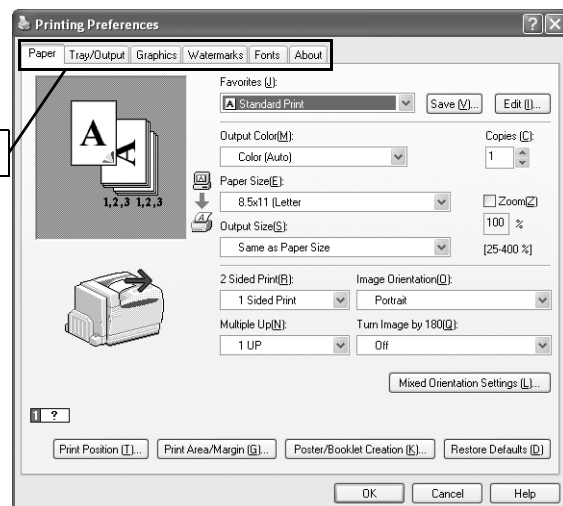 Printing Preferences
Paper Tray/Output Graphics Watermarks Fonts About
Favorites (J):
A Standard Print Save (V)... Edit (I)...
Output Color(M): Copies (C):
Color (Auto) 1
Paper Size(E):
8.5x11 (Letter Zoom(Z)
Output Size(S): 100 %
Same as Paper Size [25-400 %]
A A
1,2,3 1,2,3
2 Sided Print(R): Image Orientation(O):
1 Sided Print Portrait
Multiple Up(N): Turn Image by 180(Q):
1 UP Off
Mixed Orientation Settings (L)...
1 ?
Print Position (T)... Print Area/Margin (G)... Poster/Booklet Creation (K)... Restore Defaults (D)
OK Cancel Help